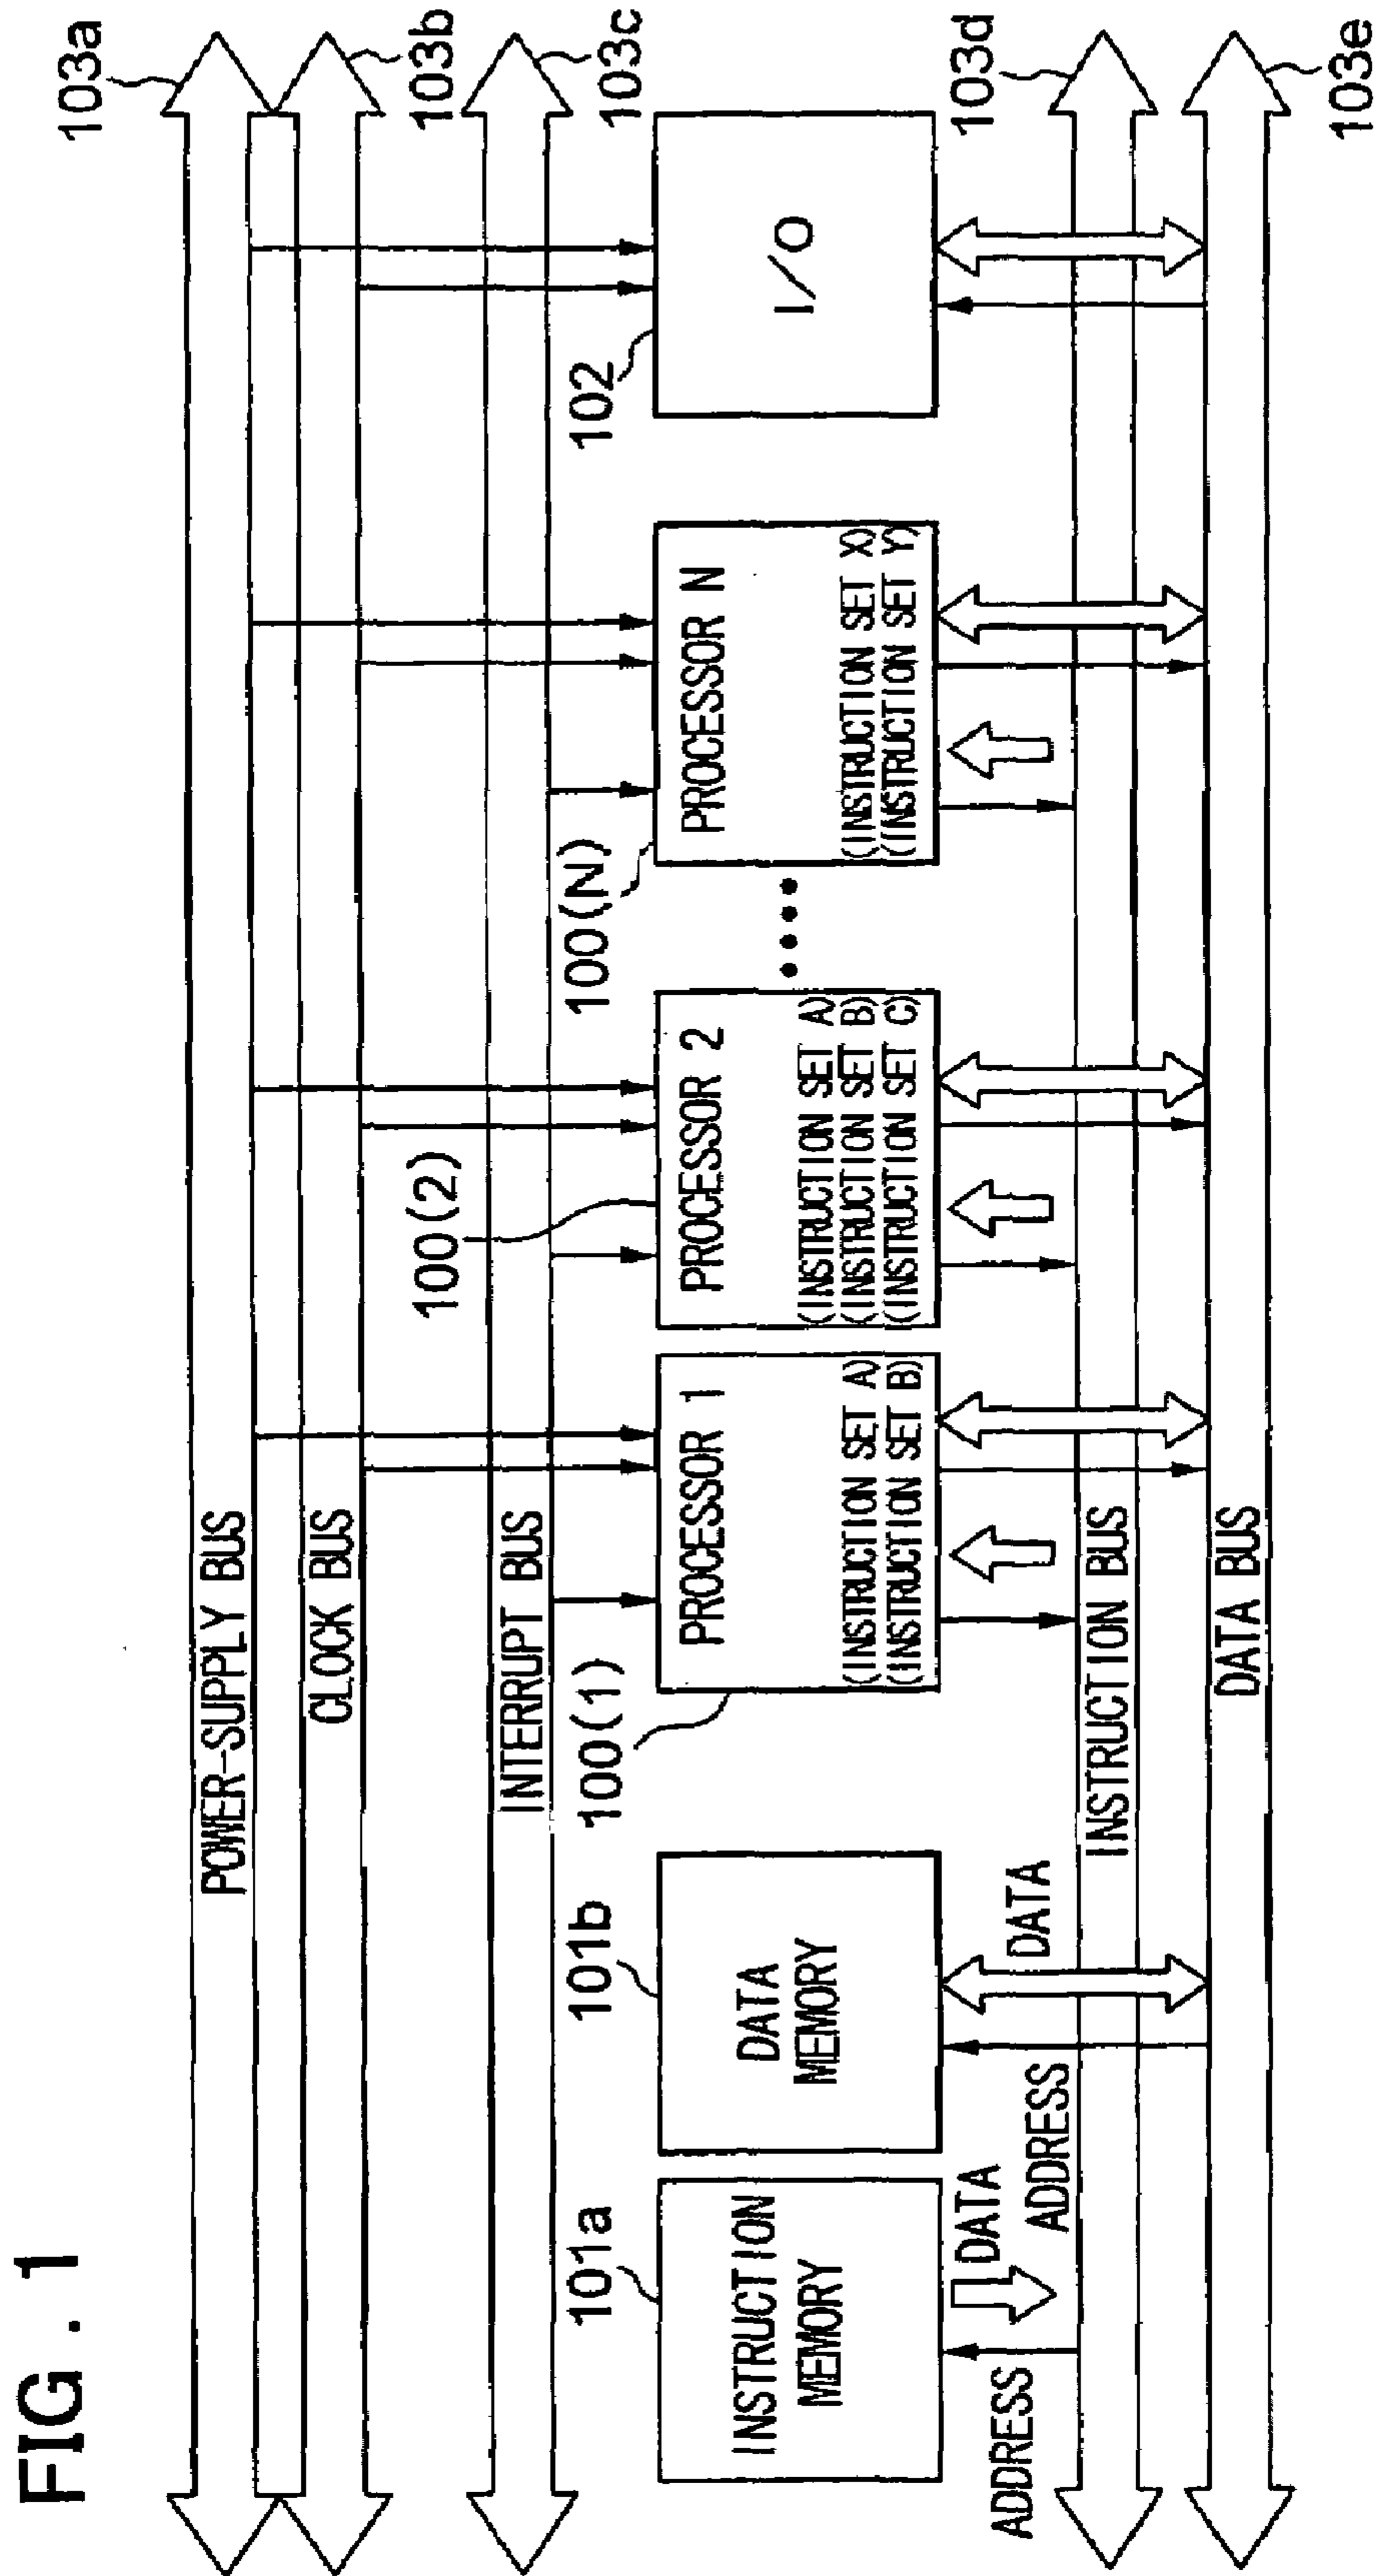 FIG. 1
103a
POWER-SUPPLY BUS
103b
CLOCK BUS
103c
INTERRUPT BUS
101a
INSTRUCTION
MEMORY
101b
DATA
MEMORY
100(1)
PROCESSOR 1
(INSTRUCTION SET A)
(INSTRUCTION SET B)
100(2)
PROCESSOR 2
(INSTRUCTION SET A)
(INSTRUCTION SET B)
(INSTRUCTION SET C)
100(N)
PROCESSOR N
(INSTRUCTION SET X)
(INSTRUCTION SET Y)
102
I/O
ADDRESS
DATA
ADDRESS
DATA
103d
INSTRUCTION BUS
DATA BUS
103e